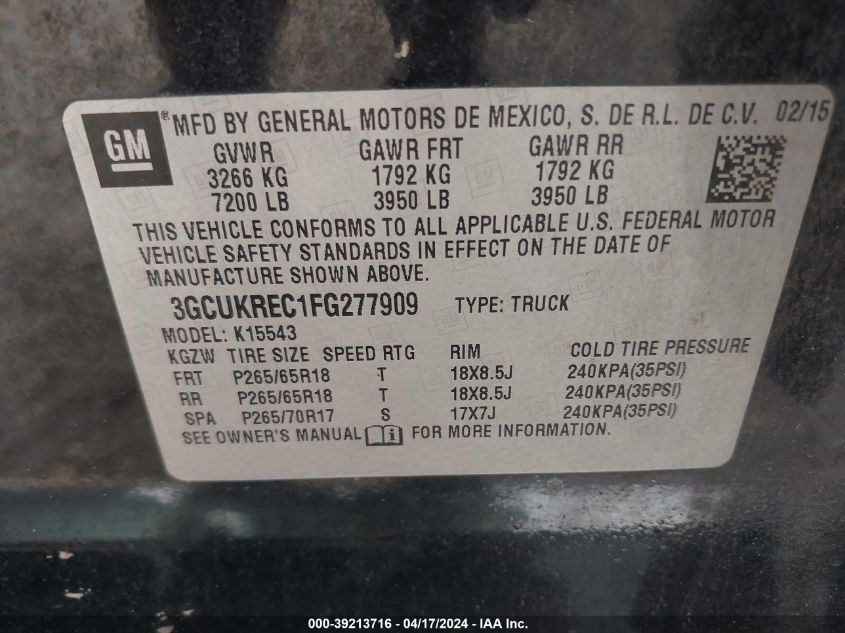 GM ® MFD BY GENERAL MOTORS DE MEXICO, S. DE R.L. DE C.V. 02/15
GVWR GAWR FRT GAWR RR
3266 KG 1792 KG 1792 KG
7200 LB 3950 LB 3950 LB
THIS VEHICLE CONFORMS TO ALL APPLICABLE U.S. FEDERAL MOTOR
VEHICLE SAFETY STANDARDS IN EFFECT ON THE DATE OF
MANUFACTURE SHOWN ABOVE.
3GCUKREC1FG277909 TYPE: TRUCK
MODEL: K15543
KGZW TIRE SIZE SPEED RTG RIM COLD TIRE PRESSURE
FRT P265/65R18 T 18X8.5J 240KPA(35PSI)
RR P265/65R18 T 18X8.5J 240KPA(35PSI)
SPA P265/70R17 S 17X7J 240KPA(35PSI)
SEE OWNER'S MANUAL i FOR MORE INFORMATION.
000-39213716 - 04/17/2024 - IAA Inc.